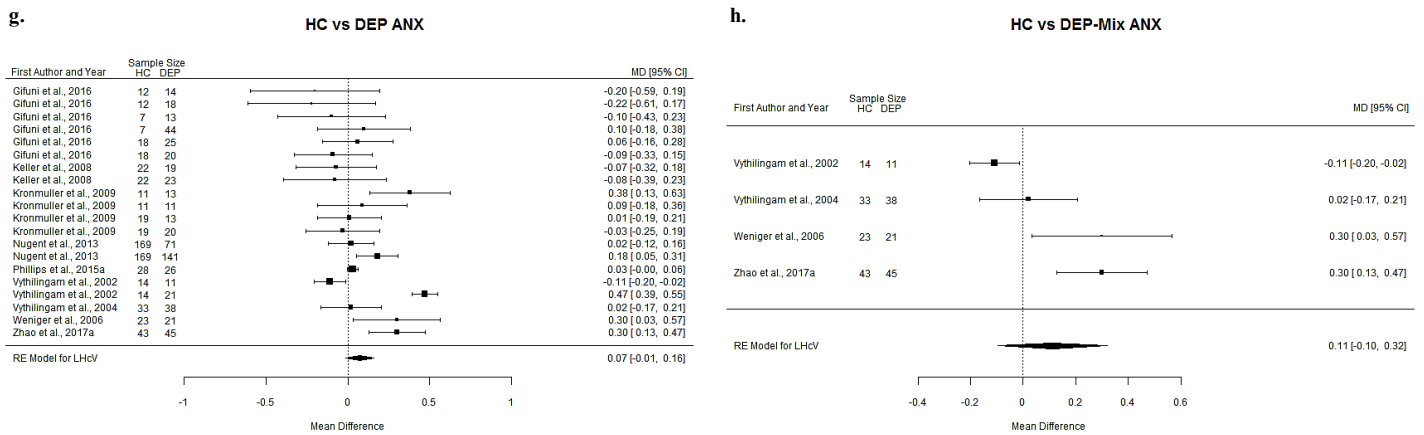 g.
HC vs DEP ANX
Sample Size
First Author and Year HC DEP MD [95% CI]
Gifuni et al., 2016 12 14 -0.20 [-0.59, 0.19]
Gifuni et al., 2016 12 18 -0.22 [-0.61, 0.17]
Gifuni et al., 2016 7 13 -0.10 [-0.43, 0.23]
Gifuni et al., 2016 7 44 0.10 [-0.18, 0.38]
Gifuni et al., 2016 18 25 0.06 [-0.16, 0.28]
Gifuni et al., 2016 18 20 -0.09 [-0.33, 0.15]
Keller et al., 2008 22 19 -0.07 [-0.32, 0.18]
Keller et al., 2008 22 23 -0.08 [-0.39, 0.23]
Kronmuller et al., 2009 11 13 0.38 [ 0.13, 0.63]
Kronmuller et al., 2009 11 11 0.09 [-0.18, 0.36]
Kronmuller et al., 2009 19 13 0.01 [-0.19, 0.21]
Kronmuller et al., 2009 19 20 -0.03 [-0.25, 0.19]
Nugent et al., 2013 169 71 0.02 [-0.12, 0.16]
Nugent et al., 2013 169 141 0.18 [ 0.05, 0.31]
Phillips et al., 2015a 28 26 0.03 [-0.00, 0.06]
Vythilingam et al., 2002 14 11 -0.11 [-0.20, -0.02]
Vythilingam et al., 2002 14 21 0.47 [ 0.39, 0.55]
Vythilingam et al., 2004 33 38 0.02 [-0.17, 0.21]
Weniger et al., 2006 23 21 0.30 [ 0.03, 0.57]
Zhao et al., 2017a 43 45 0.30 [ 0.13, 0.47]
RE Model for LHcV 0.07 [-0.01, 0.16]
-1 -0.5 0 0.5 1
Mean Difference
h.
HC vs DEP-Mix ANX
Sample Size
First Author and Year HC DEP MD [95% CI]
Vythilingam et al., 2002 14 11 -0.11 [-0.20, -0.02]
Vythilingam et al., 2004 33 38 0.02 [-0.17, 0.21]
Weniger et al., 2006 23 21 0.30 [ 0.03, 0.57]
Zhao et al., 2017a 43 45 0.30 [ 0.13, 0.47]
RE Model for LHcV 0.11 [-0.10, 0.32]
-0.4 -0.2 0 0.2 0.4 0.6
Mean Difference